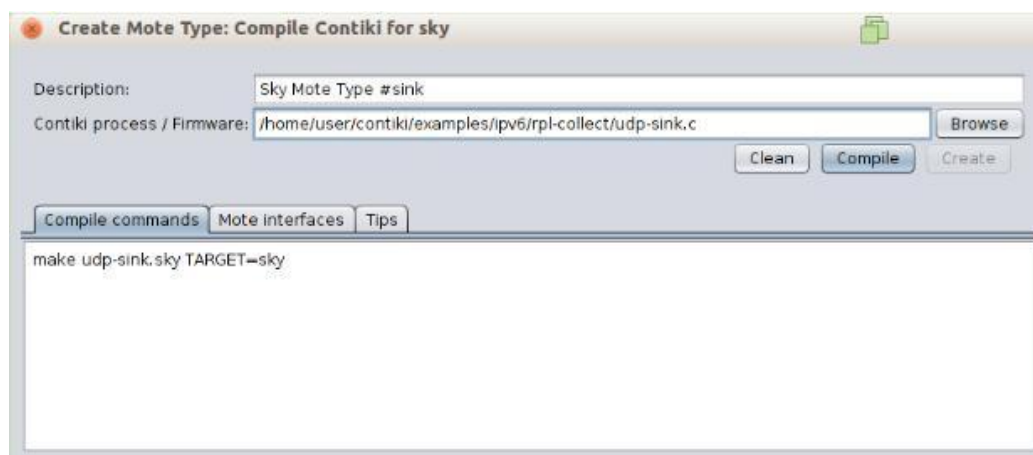 Create Mote Type: Compile Contiki for sky
Description: Sky Mote Type #sink
Contiki process / Firmware: /home/user/contiki/examples/ipv6/rpl-collect/udp-sink.c Browse
Clean Compile Create
Compile commands Mote interfaces Tips
make udp-sink.sky TARGET=sky